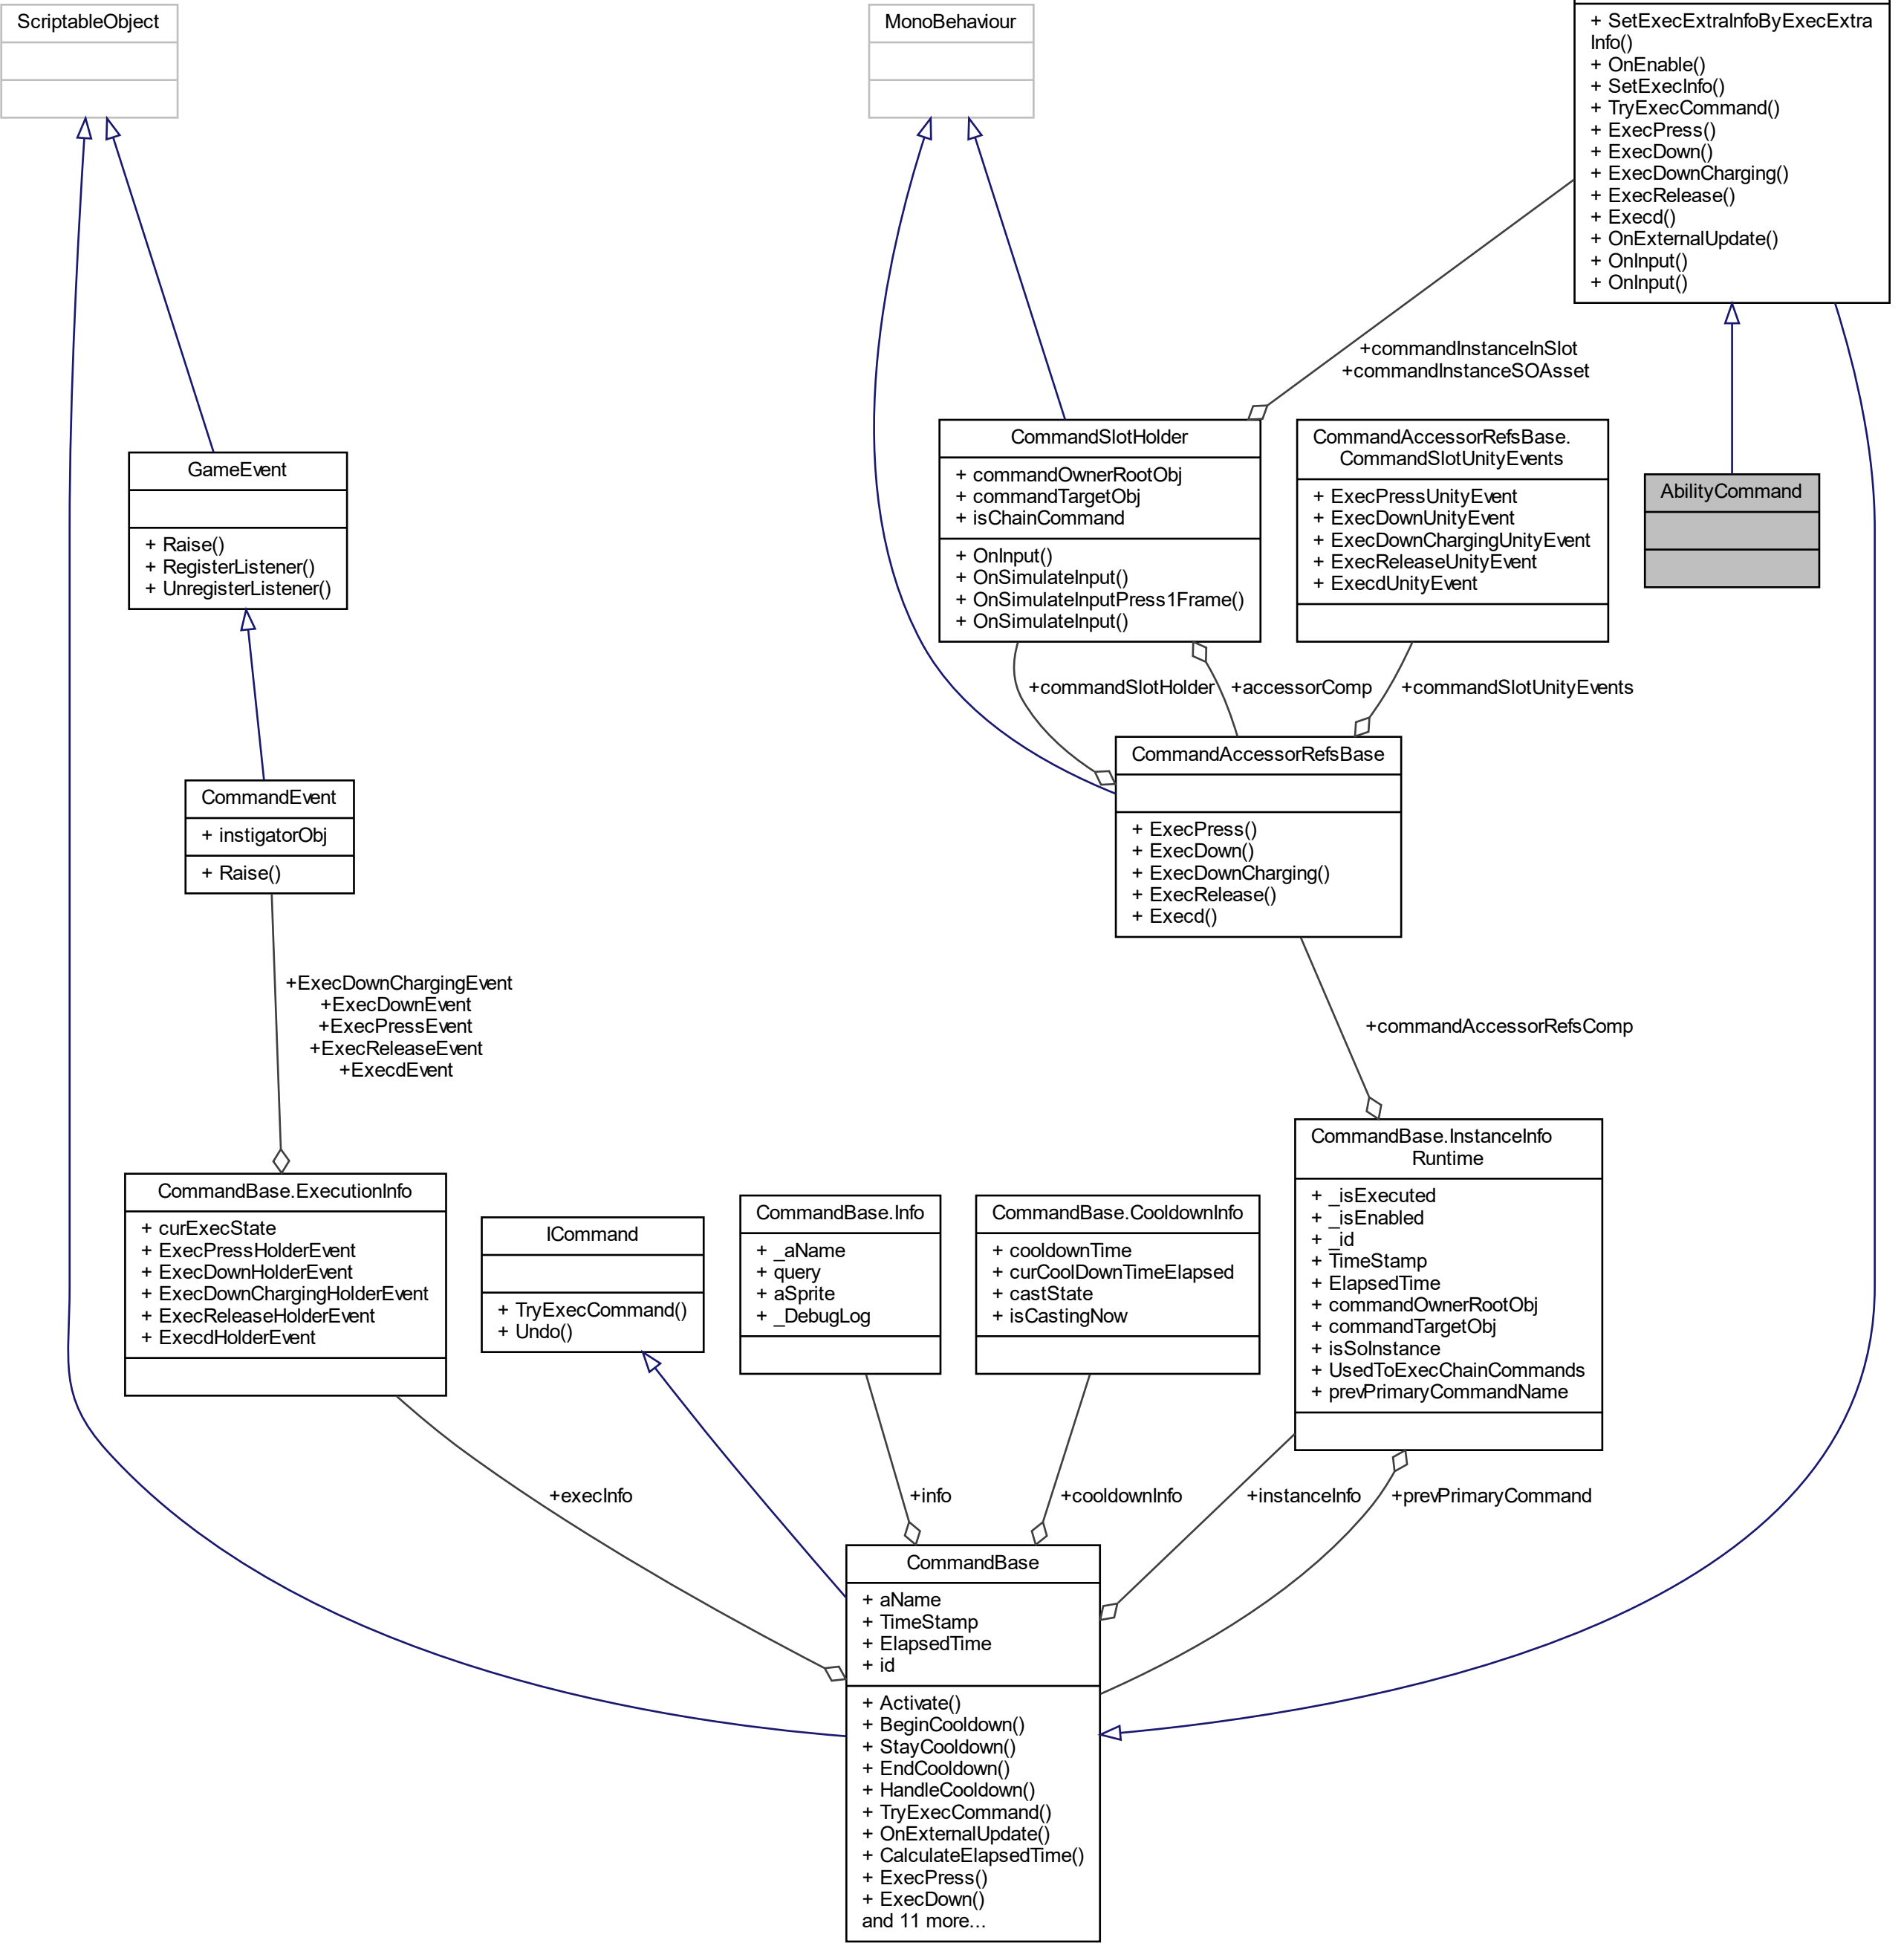 ScriptableObject
MonoBehaviour
+ SetExecExtraInfoByExecExtra
Info()
+ OnEnable()
+ SetExecInfo()
+ TryExecCommand()
+ ExecPress()
+ ExecDown()
+ ExecDownCharging()
+ ExecRelease()
+ Execd()
+ OnExternalUpdate()
+ OnInput()
+ OnInput()
+commandInstanceInSlot
+commandInstanceSOAsset
GameEvent
+ Raise()
+ RegisterListener()
+ UnregisterListener()
CommandSlotHolder
+ commandOwnerRootObj
+ commandTargetObj
+ isChainCommand
+ OnInput()
+ OnSimulateInput()
+ OnSimulateInputPress1Frame()
+ OnSimulateInput()
CommandAccessorRefsBase.
CommandSlotUnityEvents
+ ExecPressUnityEvent
+ ExecDownUnityEvent
+ ExecDownChargingUnityEvent
+ ExecReleaseUnityEvent
+ ExecdUnityEvent
AbilityCommand
+commandSlotHolder
+accessorComp
+commandSlotUnityEvents
CommandEvent
+ instigatorObj
+ Raise()
CommandAccessorRefsBase
+ ExecPress()
+ ExecDown()
+ ExecDownCharging()
+ ExecRelease()
+ Execd()
+ExecDownChargingEvent
+ExecDownEvent
+ExecPressEvent
+ExecReleaseEvent
+ExecdEvent
+commandAccessorRefsComp
CommandBase.ExecutionInfo
+ curExecState
+ ExecPressHolderEvent
+ ExecDownHolderEvent
+ ExecDownChargingHolderEvent
+ ExecReleaseHolderEvent
+ ExecdHolderEvent
ICommand
+ TryExecCommand()
+ Undo()
CommandBase.Info
+ _aName
+ query
+ aSprite
+ _DebugLog
CommandBase.CooldownInfo
+ cooldownTime
+ curCoolDownTimeElapsed
+ castState
+ isCastingNow
CommandBase.InstanceInfo
Runtime
+ _isExecuted
+ _isEnabled
+ _id
+ TimeStamp
+ ElapsedTime
+ commandOwnerRootObj
+ commandTargetObj
+ isSoInstance
+ UsedToExecChainCommands
+ prevPrimaryCommandName
+execInfo
+info
+cooldownInfo
+instanceInfo
+prevPrimaryCommand
CommandBase
+ aName
+ TimeStamp
+ ElapsedTime
+ id
+ Activate()
+ BeginCooldown()
+ StayCooldown()
+ EndCooldown()
+ HandleCooldown()
+ TryExecCommand()
+ OnExternalUpdate()
+ CalculateElapsedTime()
+ ExecPress()
+ ExecDown()
and 11 more...